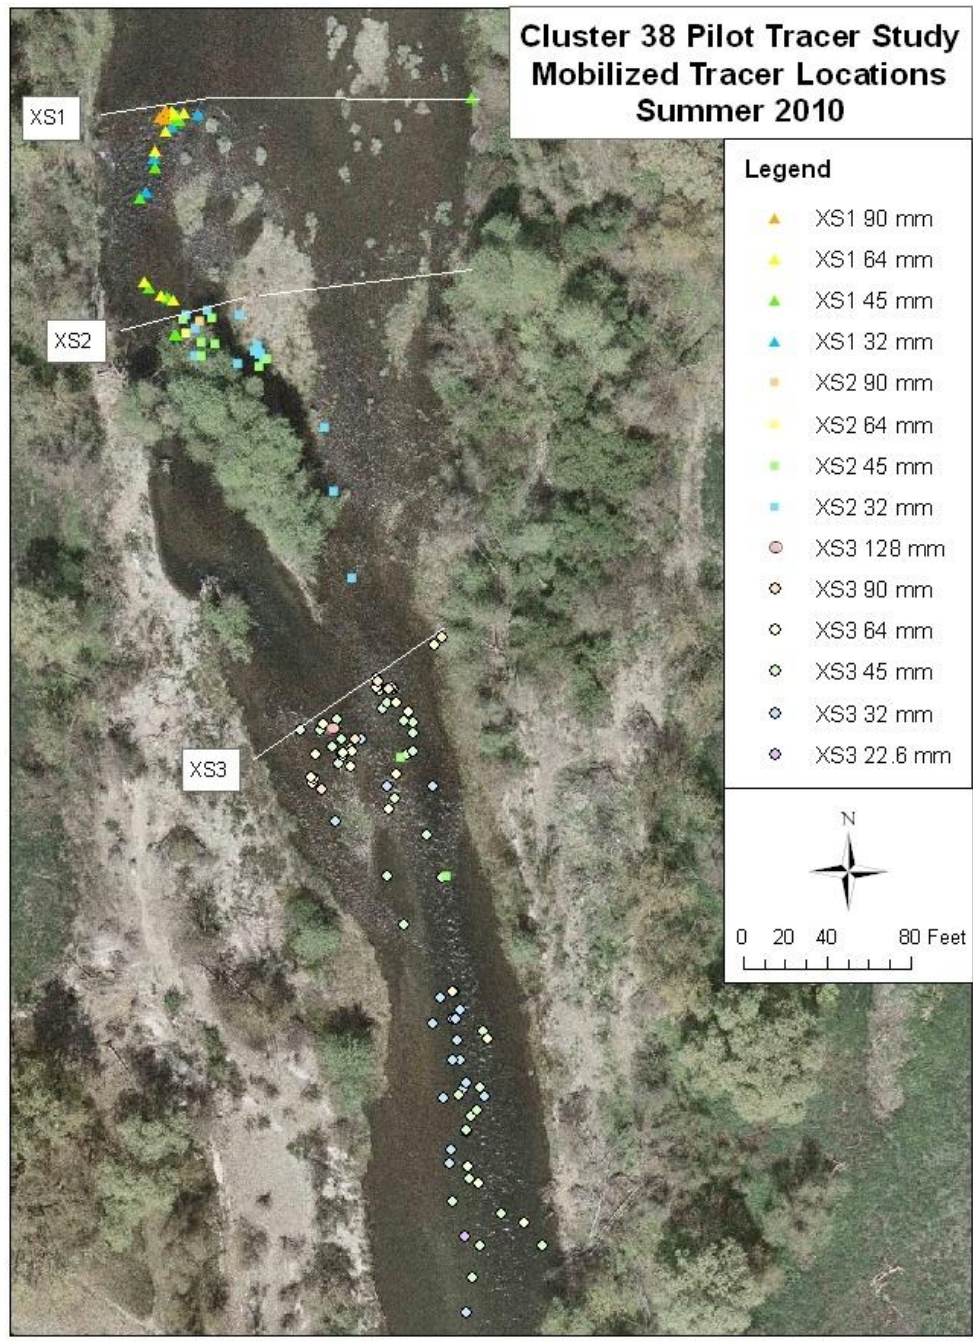 Cluster 38 Pilot Tracer Study
Mobilized Tracer Locations
Summer 2010
XS1
XS2
XS3
Legend
XS1 90 mm
XS1 64 mm
XS1 45 mm
XS1 32 mm
XS2 90 mm
XS2 64 mm
XS2 45 mm
XS2 32 mm
XS3 128 mm
XS3 90 mm
XS3 64 mm
XS3 45 mm
XS3 32 mm
XS3 22.6 mm
N
0 20 40 80 Feet